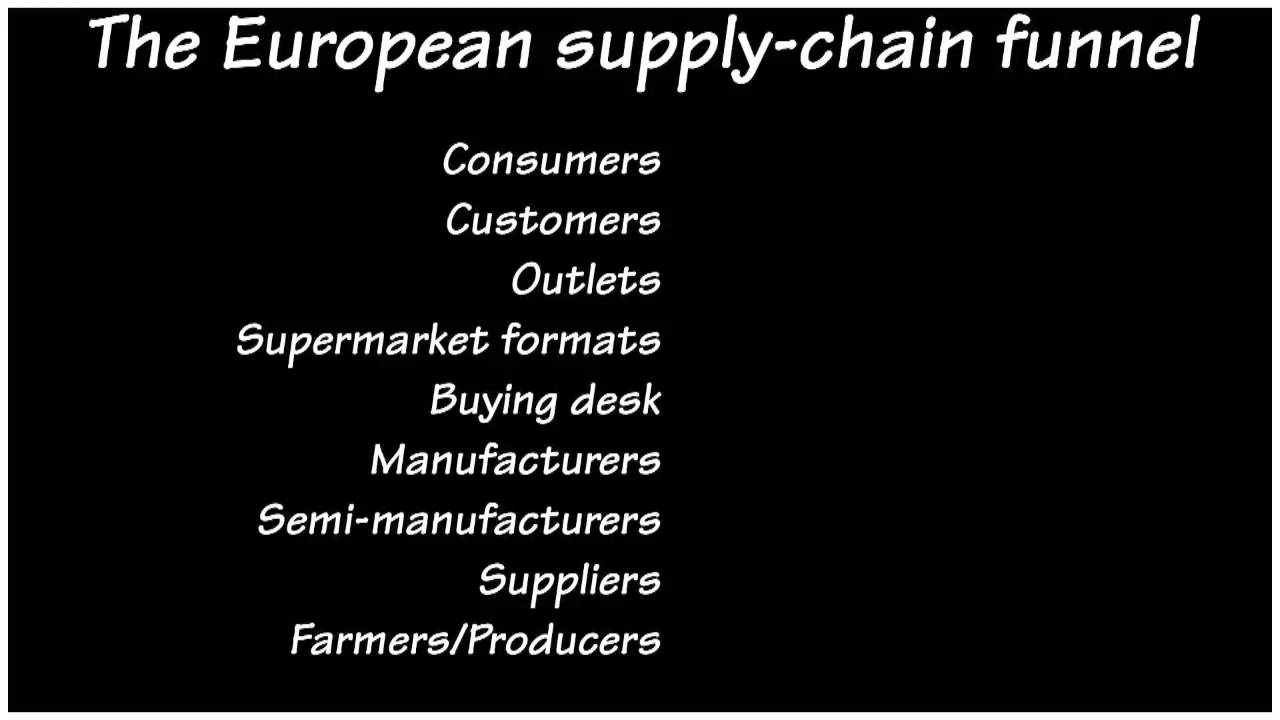 The European supply-chain funnel
Consumers
Customers
Outlets
Supermarket formats
Buying desk
Manufacturers
Semi-manufacturers
Suppliers
Farmers/Producers